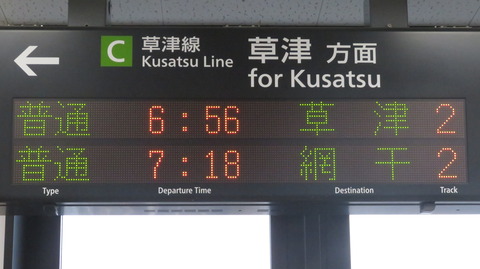 C 草津線 草津 方面
Kusatsu Line for Kusatsu
普通 6:56 草津 2
普通 7:18 網干 2
Type Departure Time Destination Track